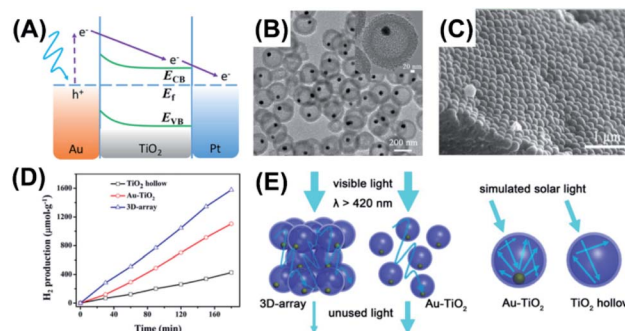 (A)
e⁻
e⁻
e⁻
E_CB
E_f
h⁺
E_VB
Au
TiO₂
Pt
(B)
20 nm
200 nm
(C)
1 μm
(D)
H₂ production (μmol·g⁻¹)
1600
1200
800
400
0
TiO₂ hollow
Au-TiO₂
3D-array
0 30 60 90 120 150 180
Time (min)
(E)
visible light
λ > 420 nm
simulated solar light
3D-array
Au-TiO₂
unused light
Au-TiO₂
TiO₂ hollow